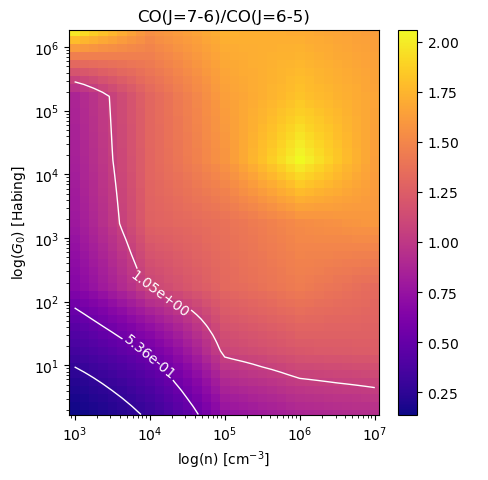 CO(J=7-6)/CO(J=6-5)
10⁶
10⁵
10⁴
10³
10²
10¹
log(G₀) [Habing]
1.05e+00
5.36e-01
10³ 10⁴ 10⁵ 10⁶ 10⁷
log(n) [cm⁻³]
2.00
1.75
1.50
1.25
1.00
0.75
0.50
0.25